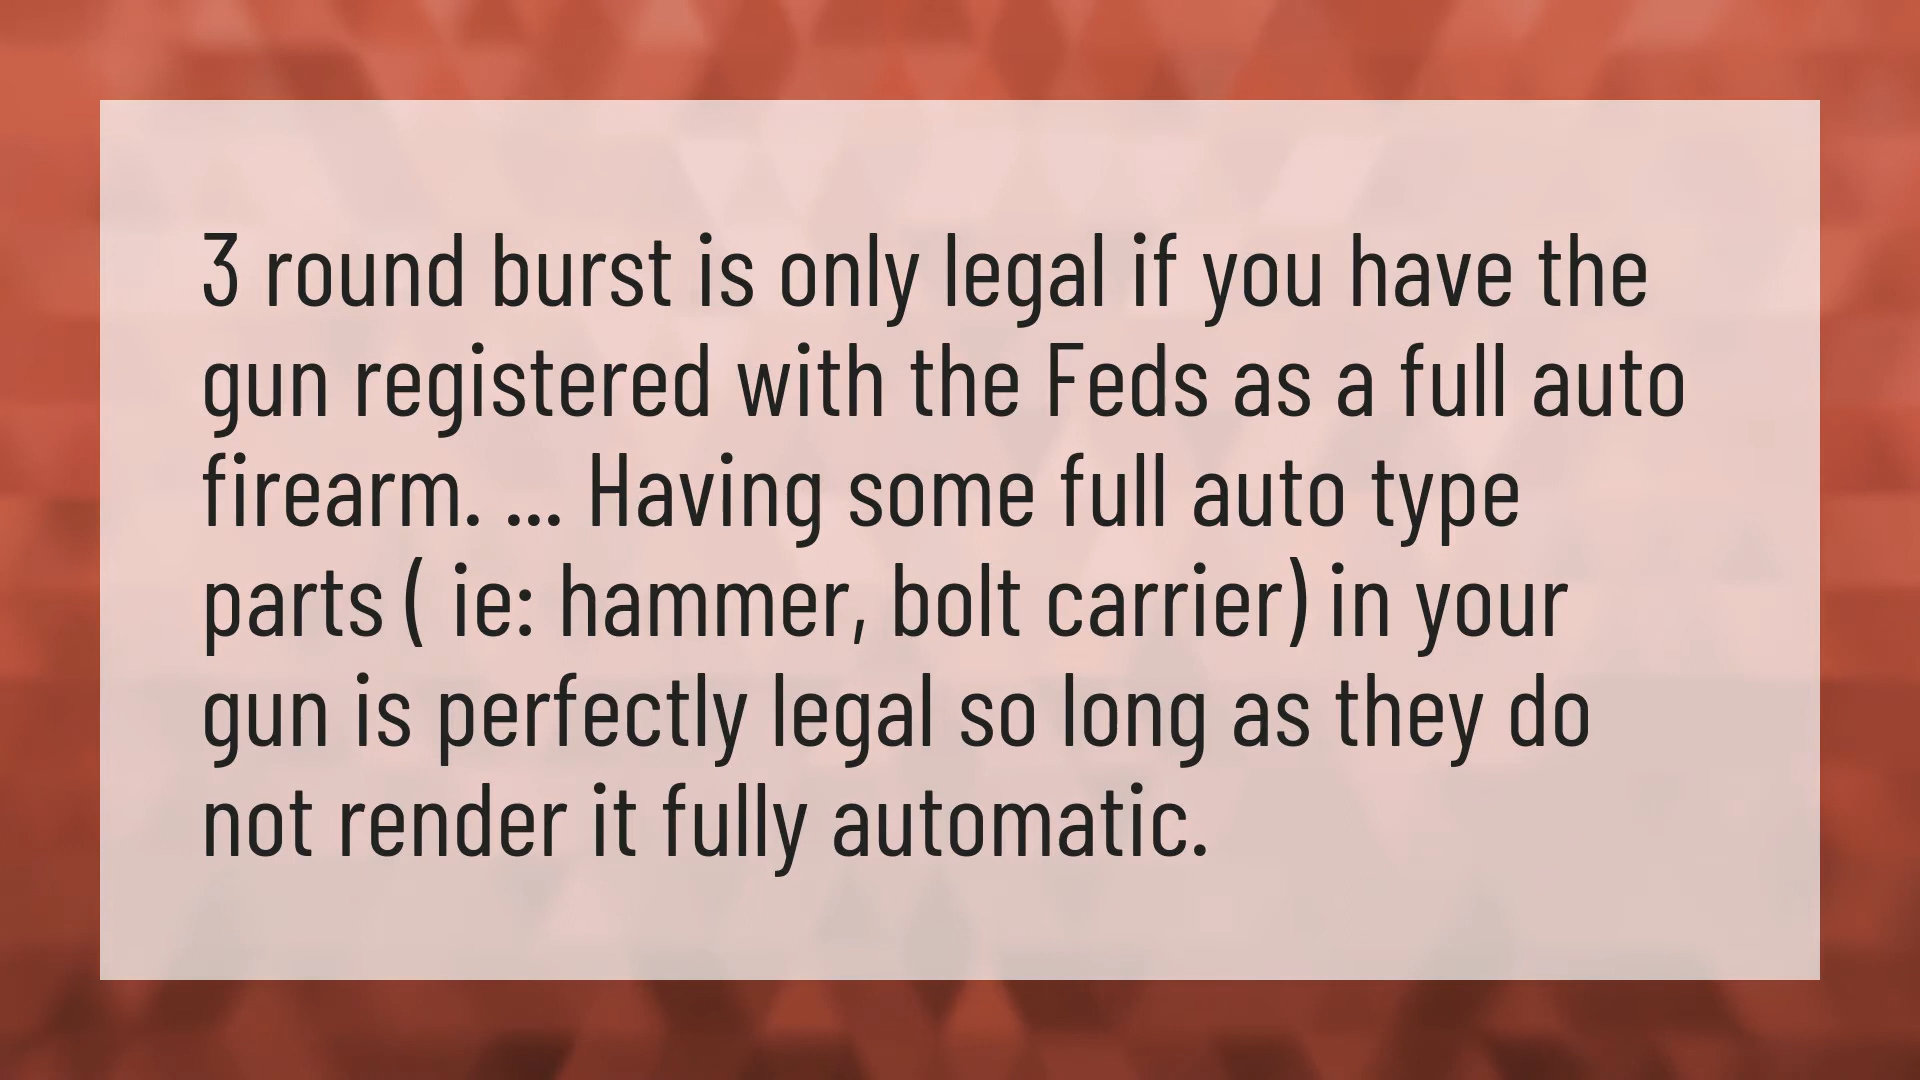 3 round burst is only legal if you have the
gun registered with the Feds as a full auto
firearm. ... Having some full auto type
parts ( ie: hammer, bolt carrier) in your
gun is perfectly legal so long as they do
not render it fully automatic.